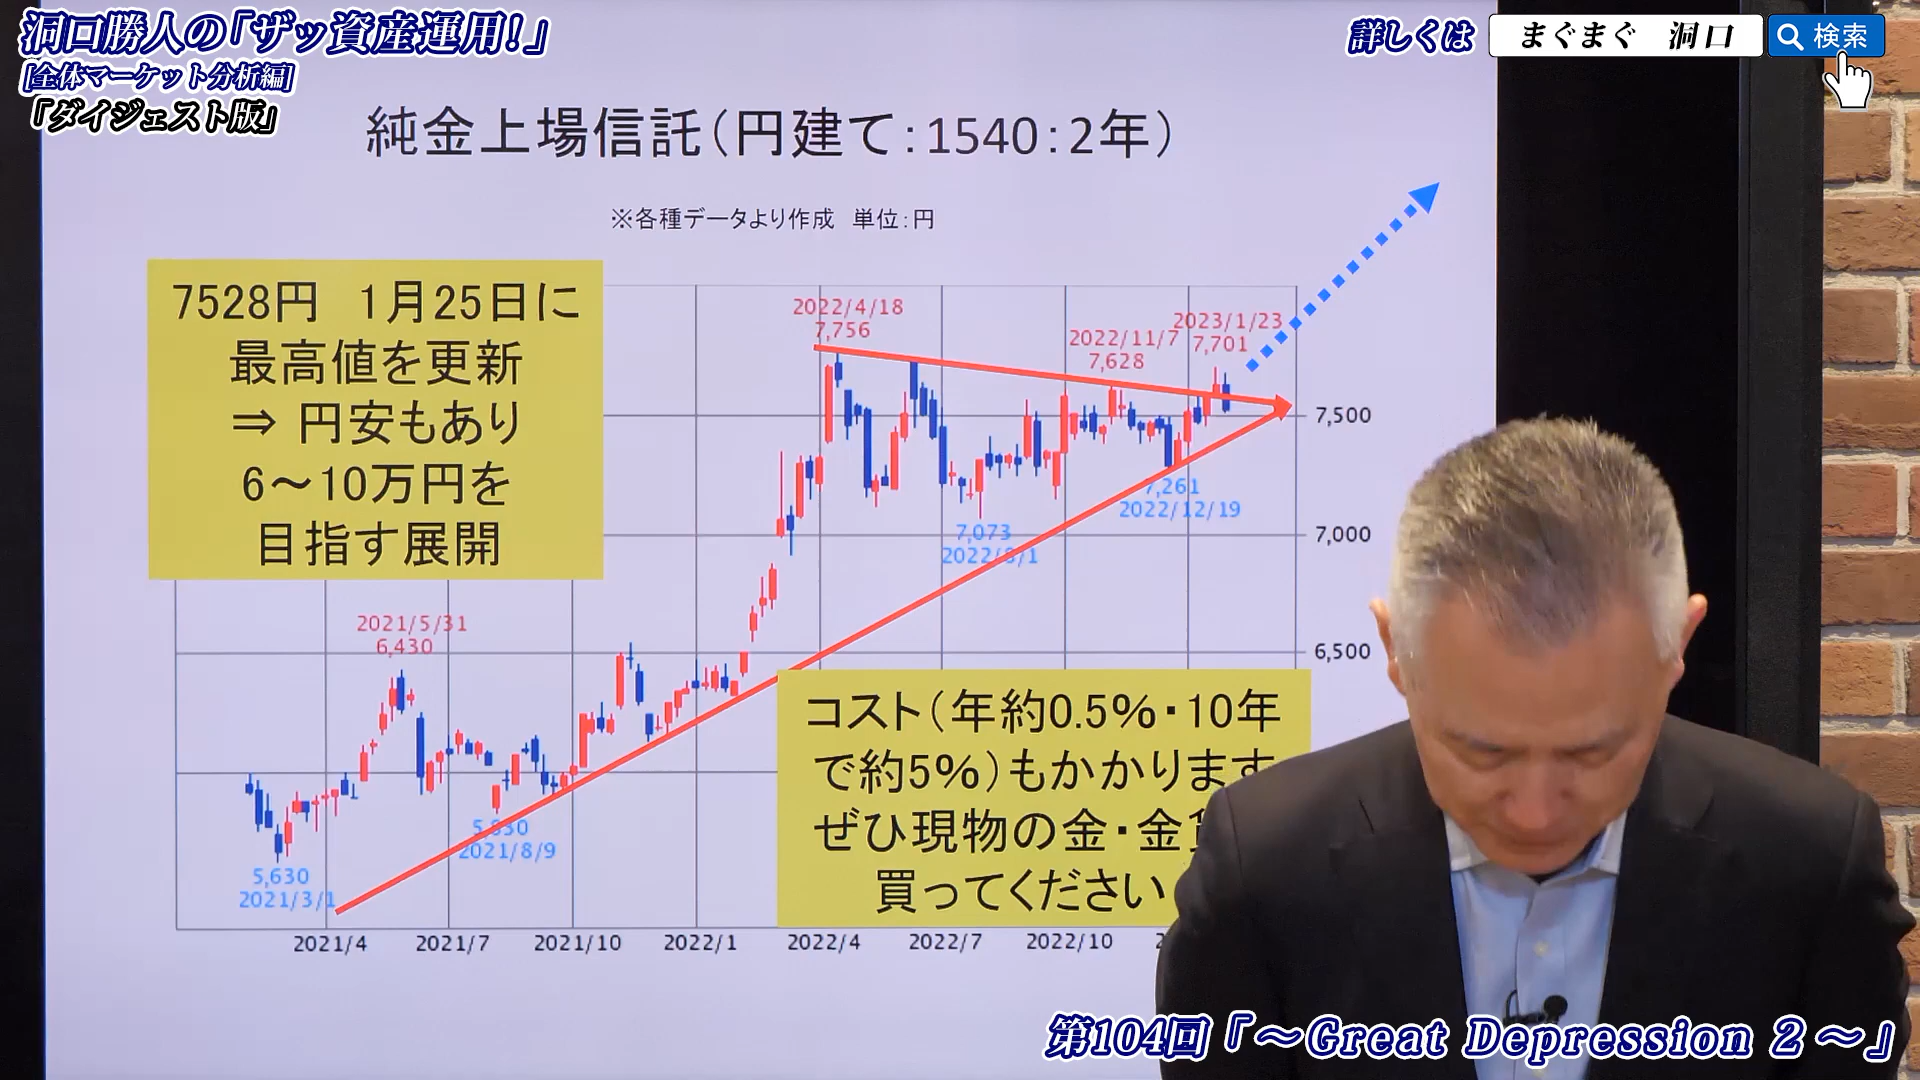 洞口勝人の「ザッ資産運用!」
[全体マーケット分析編]
「ダイジェスト版」
詳しくは
まぐまぐ 洞口
検索
純金上場信託(円建て:1540:2年)
※各種データより作成 単位:円
7528円 1月25日に
最高値を更新
⇒ 円安もあり
6～10万円を
目指す展開
2022/4/18
7,756
2022/11/7
7,628
2023/1/23
7,701
7,500
7,261
2022/12/19
7,073
2022/8/1
7,000
2021/5/31
6,430
6,500
コスト(年約0.5%・10年
で約5%)もかかります
ぜひ現物の金・金
買ってください
5,830
2021/8/9
5,630
2021/3/1
2021/4
2021/7
2021/10
2022/1
2022/4
2022/7
2022/10
第104回「～Great Depression 2～」